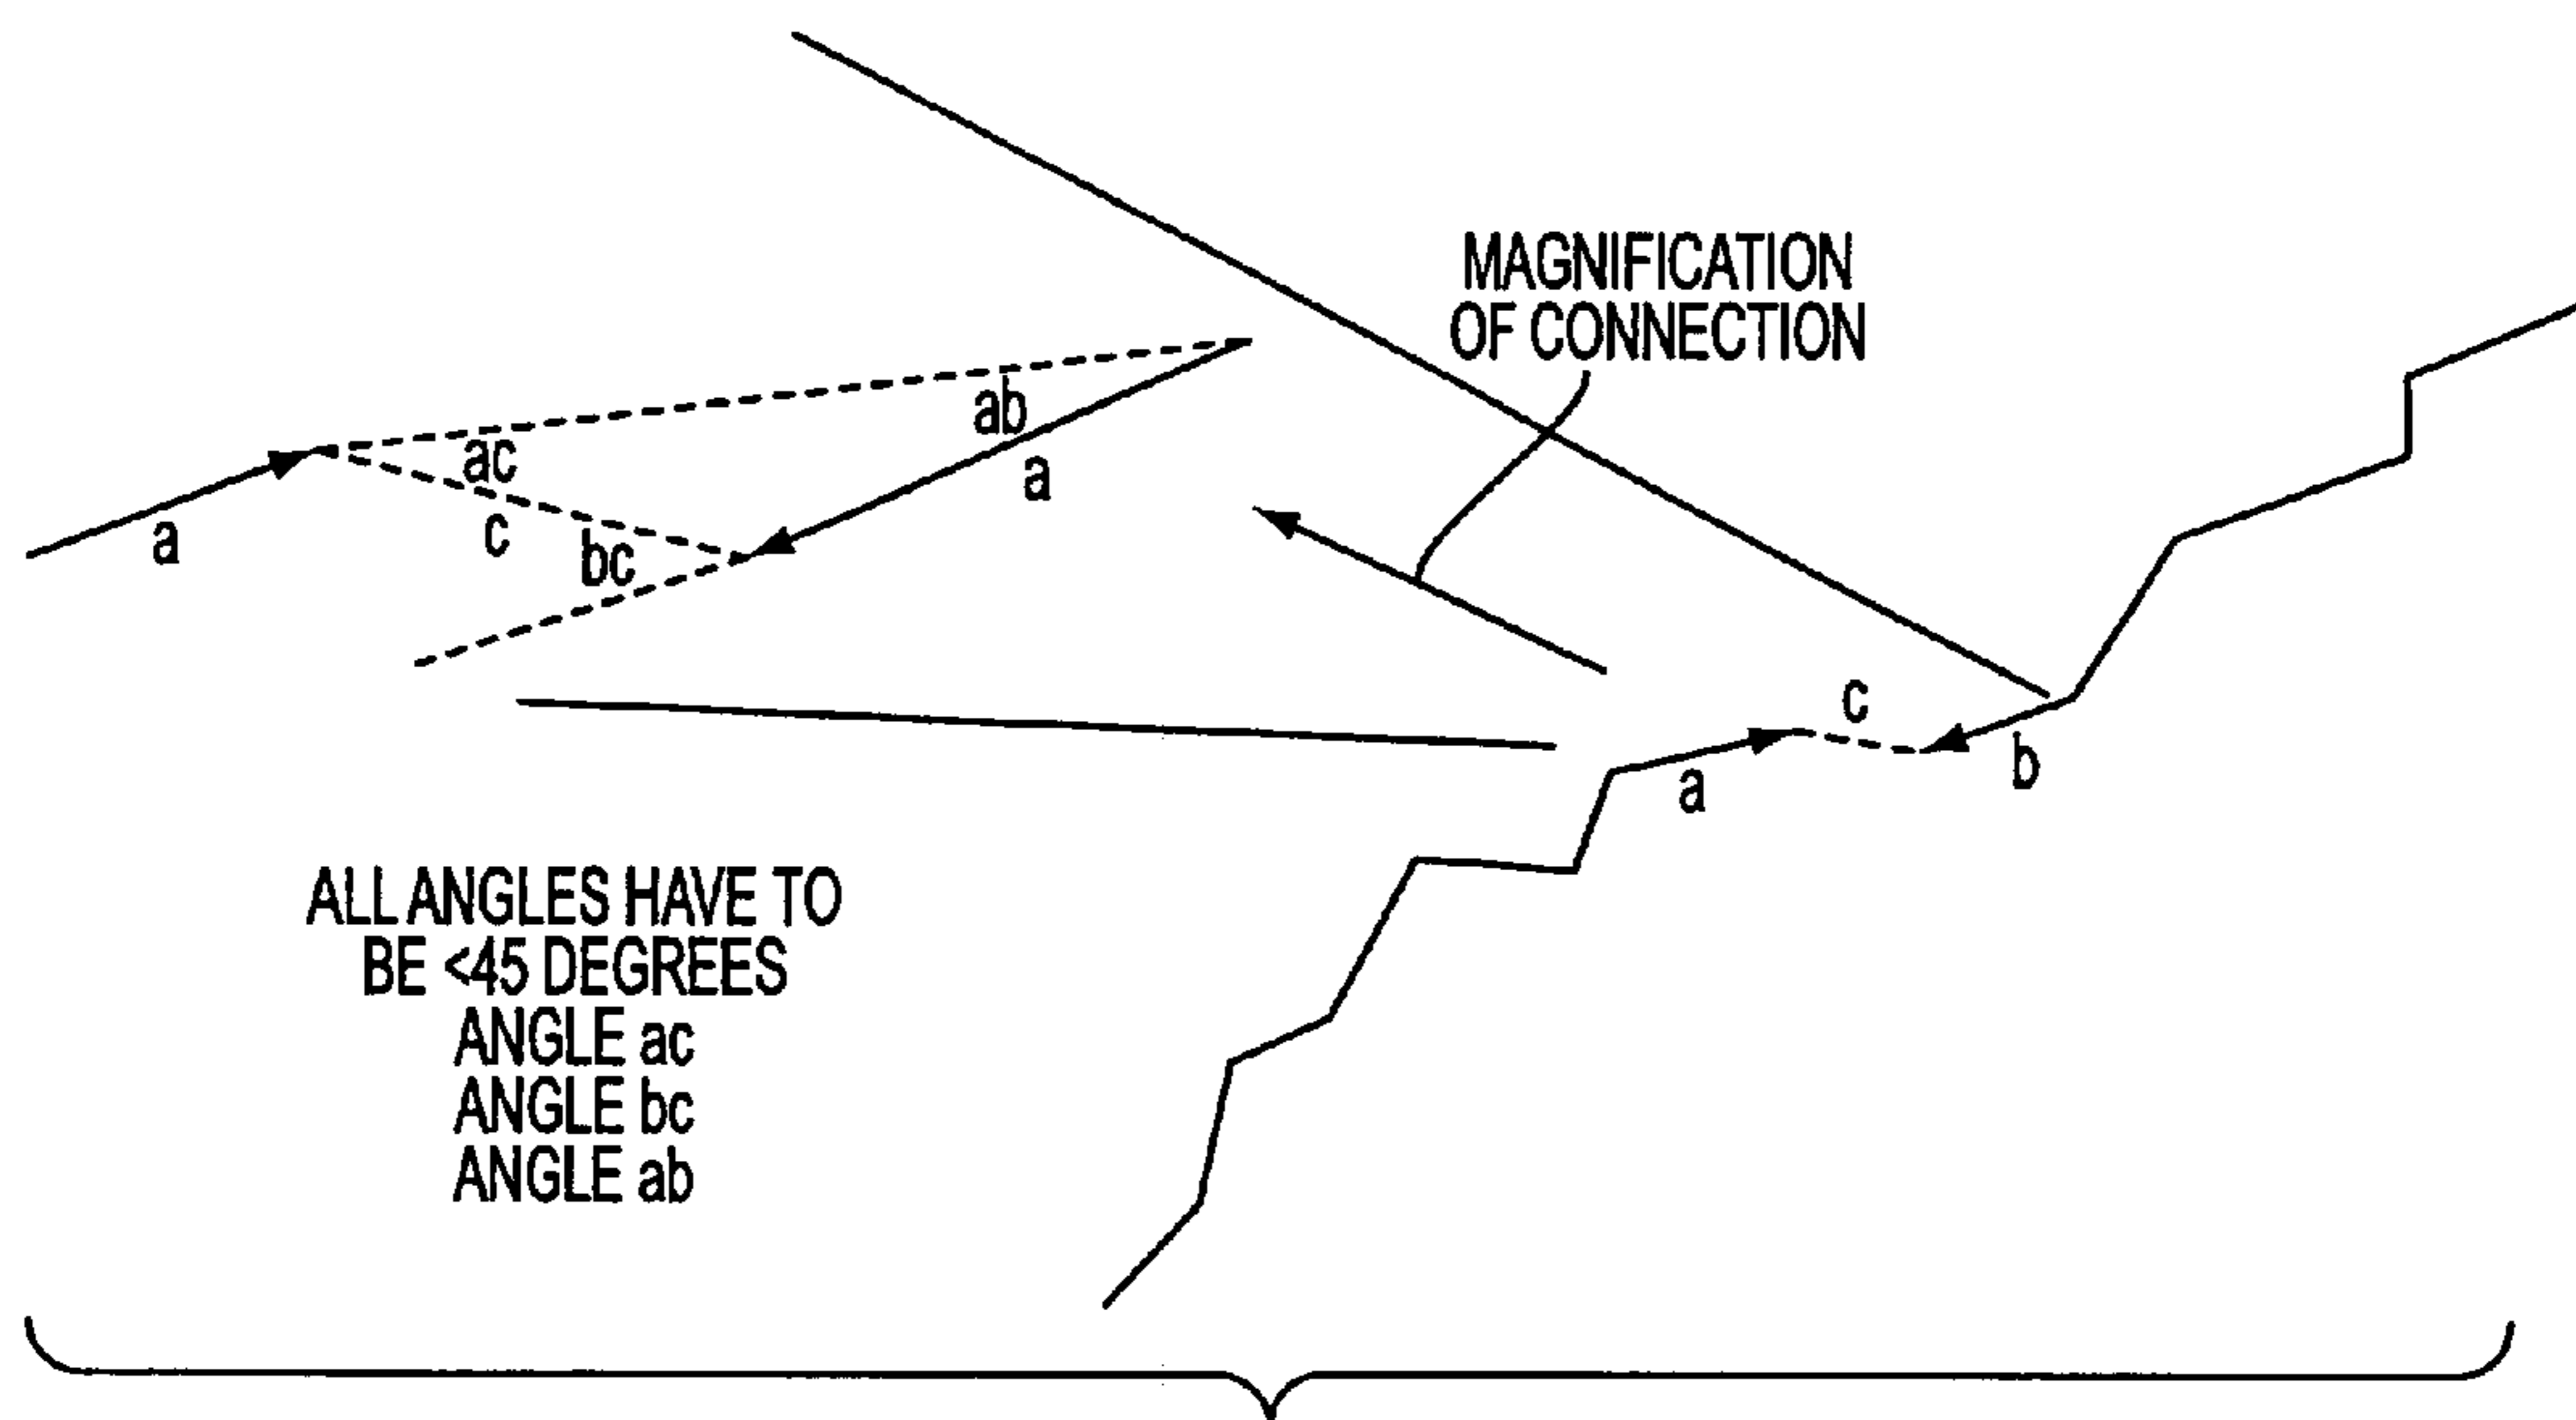 MAGNIFICATION
OF CONNECTION
ab
ac
a
a
c
bc
c
b
a
ALL ANGLES HAVE TO
BE <45 DEGREES
ANGLE ac
ANGLE bc
ANGLE ab